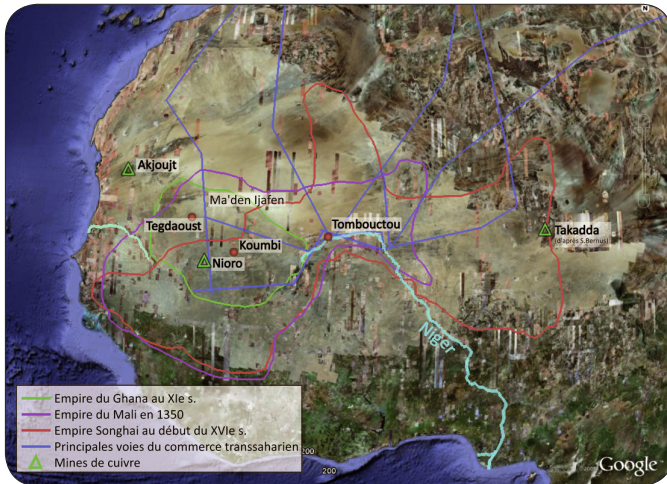 N
Akjoujt
Ma'den Ijafen
Tegdaoust
Tombouctou
Takadda
(d'après S.Bernus)
Koumbi
Nioro
Niger
Empire du Ghana au XIe s.
Empire du Mali en 1350
Empire Songhai au début du XVIe s.
Principales voies du commerce transsaharien
Mines de cuivre
200
200
Google